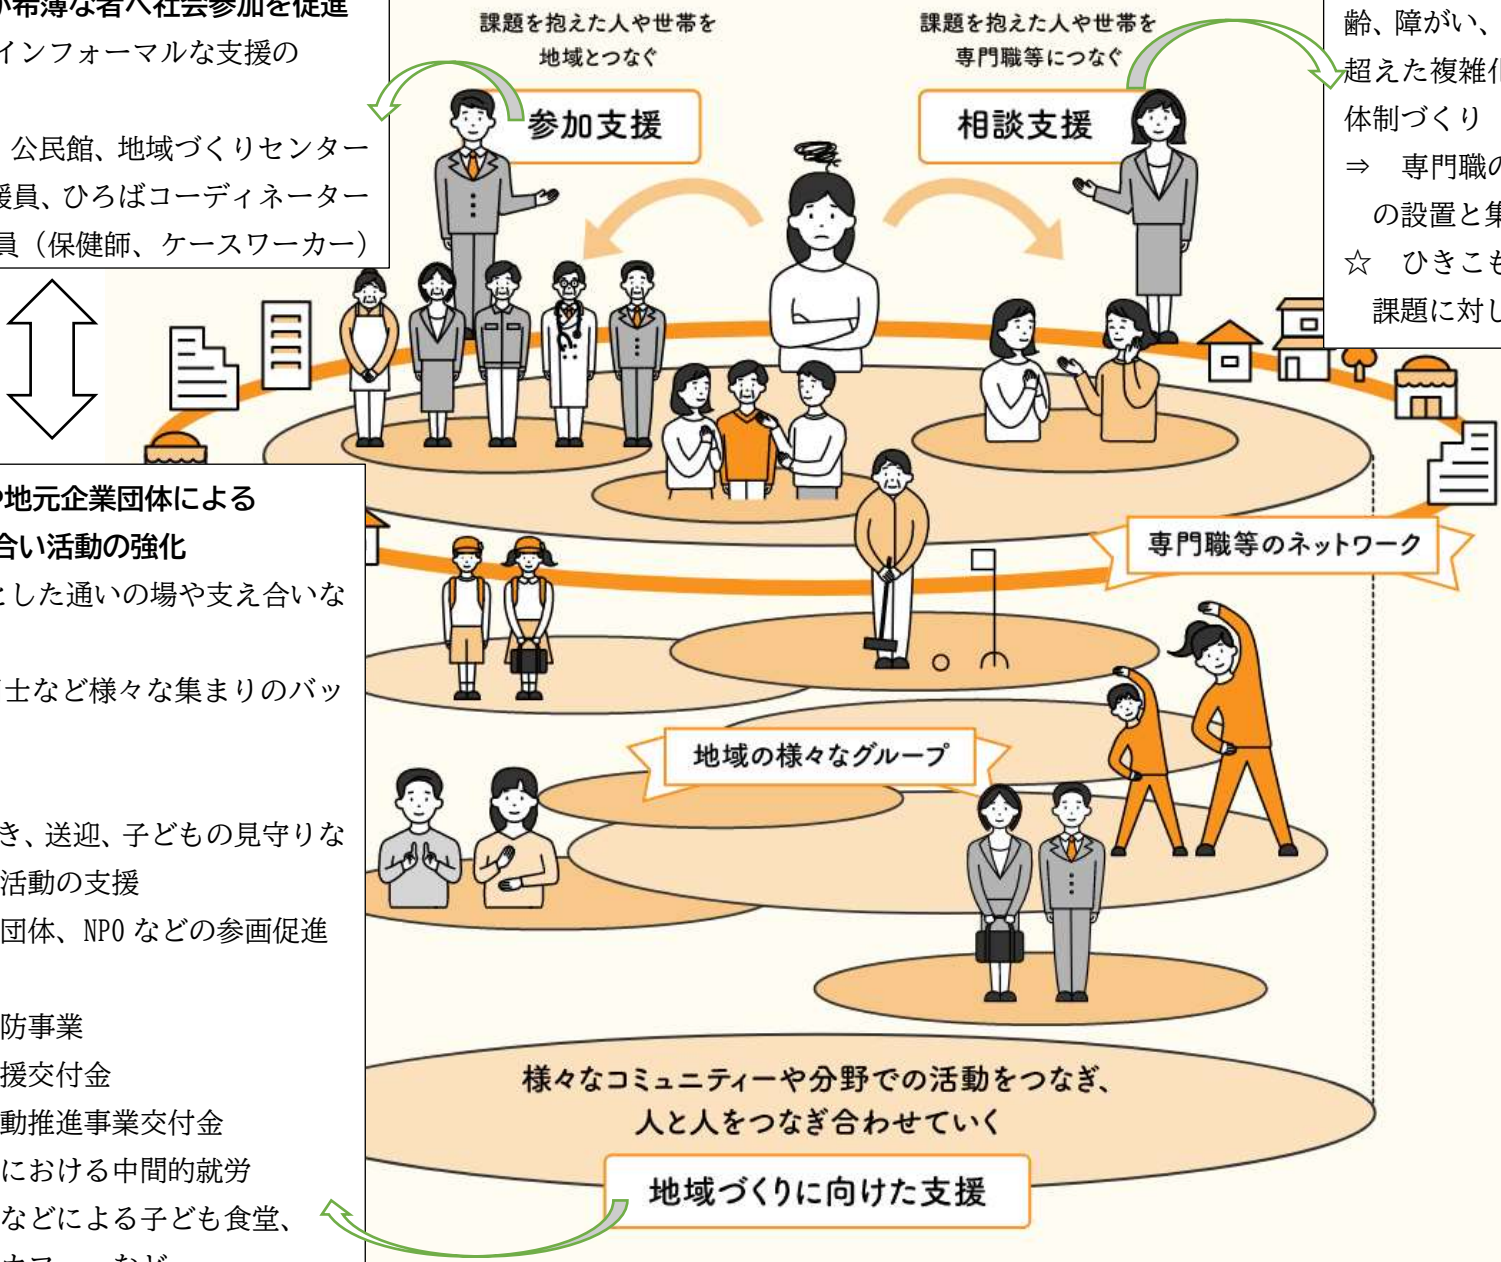 が希薄な者へ社会参加を促進
インフォーマルな支援の
公民館、地域づくりセンター
援員、ひろばコーディネーター
員（保健師、ケースワーカー）
課題を抱えた人や世帯を
地域とつなぐ
参加支援
課題を抱えた人や世帯を
専門職等につなぐ
相談支援
齢、障がい、
超えた複雑化
体制づくり
⇒　専門職の
の設置と集
☆　ひきこも
課題に対し
や地元企業団体による
合い活動の強化
とした通いの場や支え合いな
士など様々な集まりのバッ
き、送迎、子どもの見守りな
活動の支援
団体、NPO などの参画促進
防事業
援交付金
動推進事業交付金
における中間的就労
などによる子ども食堂、
専門職等のネットワーク
地域の様々なグループ
様々なコミュニティーや分野での活動をつなぎ、
人と人をつなぎ合わせていく
地域づくりに向けた支援